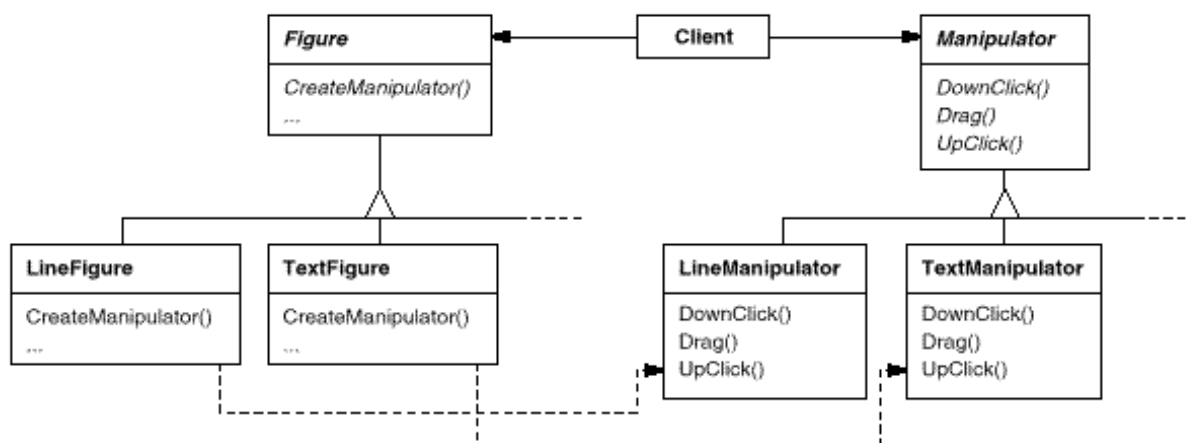 Figure
CreateManipulator()
...
Client
Manipulator
DownClick()
Drag()
UpClick()
LineFigure
CreateManipulator()
...
TextFigure
CreateManipulator()
...
LineManipulator
DownClick()
Drag()
UpClick()
TextManipulator
DownClick()
Drag()
UpClick()